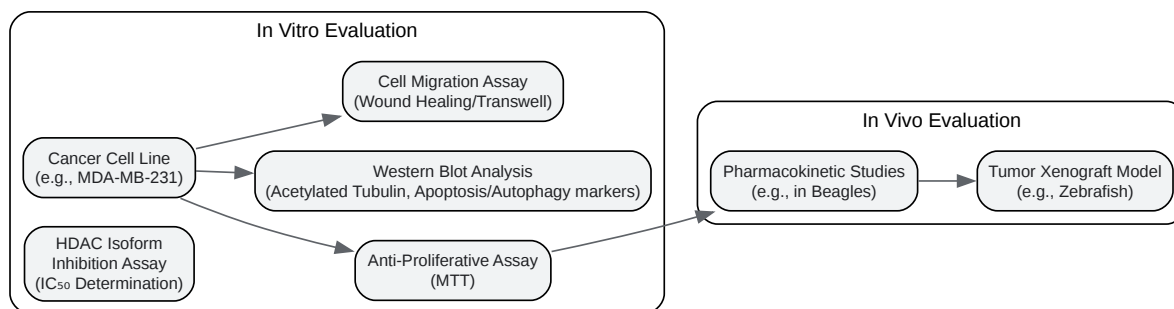 In Vitro Evaluation
Cell Migration Assay
(Wound Healing/Transwell)
Cancer Cell Line
(e.g., MDA-MB-231)
Western Blot Analysis
(Acetylated Tubulin, Apoptosis/Autophagy markers)
HDAC Isoform
Inhibition Assay
(IC₅₀ Determination)
Anti-Proliferative Assay
(MTT)
In Vivo Evaluation
Pharmacokinetic Studies
(e.g., in Beagles)
Tumor Xenograft Model
(e.g., Zebrafish)